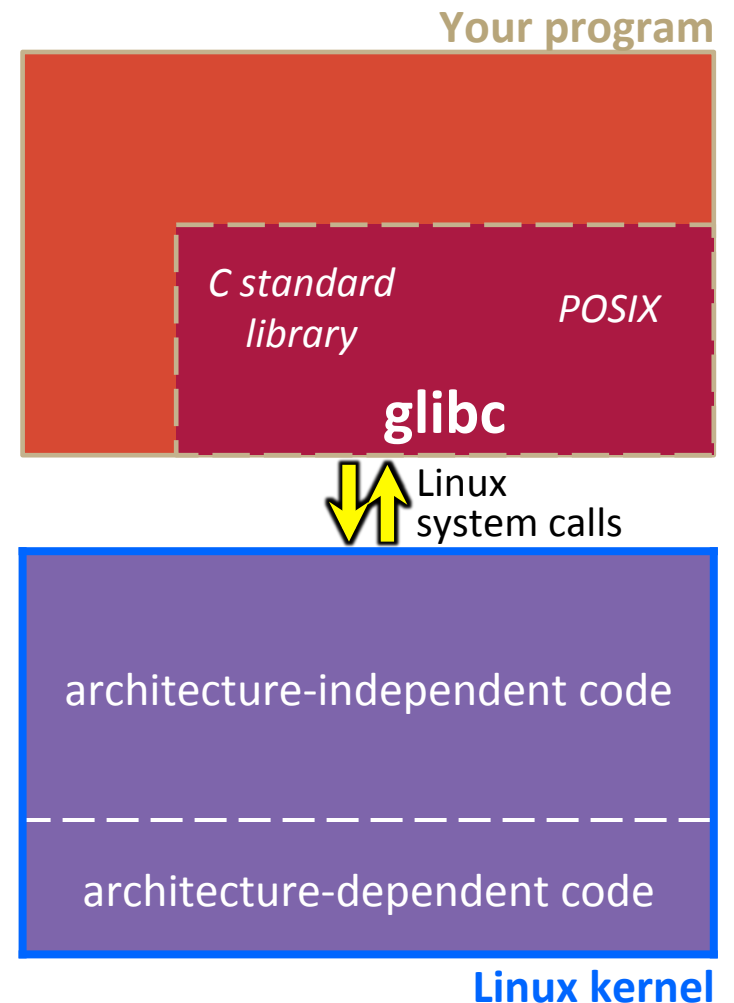 Your program
C standard
library
POSIX
glibc
Linux
system calls
architecture-independent code
architecture-dependent code
Linux kernel